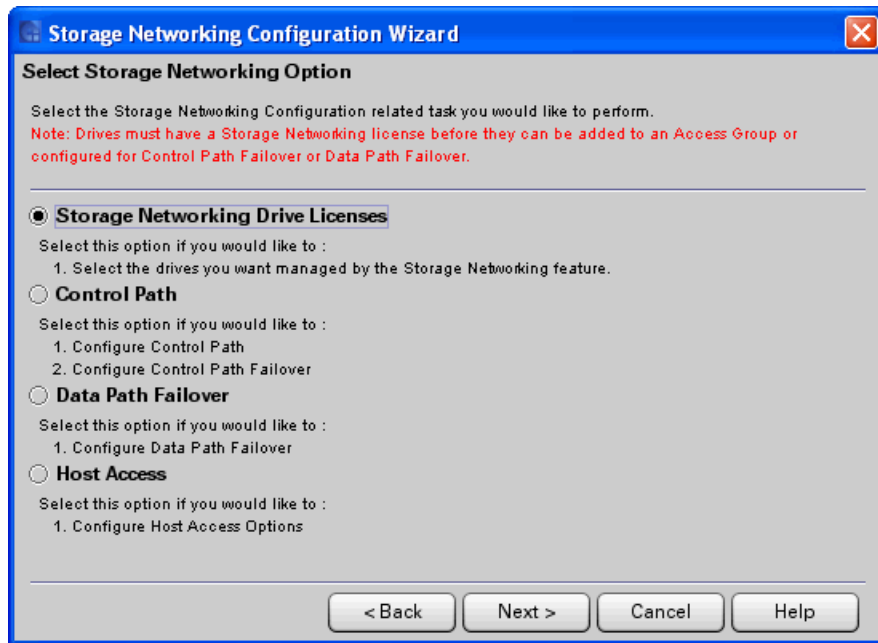 Storage Networking Configuration Wizard
Select Storage Networking Option
Select the Storage Networking Configuration related task you would like to perform.
Note: Drives must have a Storage Networking license before they can be added to an Access Group or
configured for Control Path Failover or Data Path Failover.
Storage Networking Drive Licenses
Select this option if you would like to :
1. Select the drives you want managed by the Storage Networking feature.
Control Path
Select this option if you would like to :
1. Configure Control Path
2. Configure Control Path Failover
Data Path Failover
Select this option if you would like to :
1. Configure Data Path Failover
Host Access
Select this option if you would like to :
1. Configure Host Access Options
< Back Next > Cancel Help